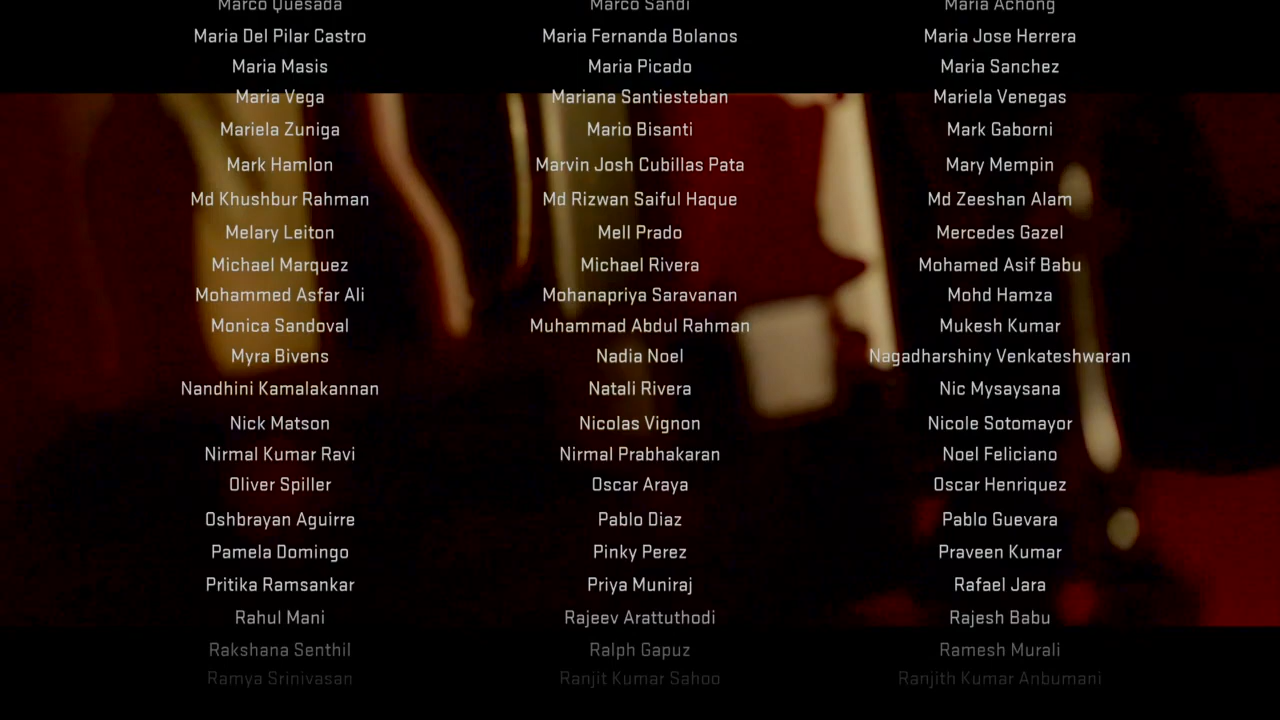 Marco Quesada Marco Sandi Maria Achong
Maria Del Pilar Castro Maria Fernanda Bolanos Maria Jose Herrera
Maria Masis Maria Picado Maria Sanchez
Maria Vega Mariana Santiesteban Mariela Venegas
Mariela Zuniga Mario Bisanti Mark Gaborni
Mark Hamlon Marvin Josh Cubillas Pata Mary Mempin
Md Khushbur Rahman Md Rizwan Saiful Haque Md Zeeshan Alam
Melary Leiton Mell Prado Mercedes Gazel
Michael Marquez Michael Rivera Mohamed Asif Babu
Mohammed Asfar Ali Mohanapriya Saravanan Mohd Hamza
Monica Sandoval Muhammad Abdul Rahman Mukesh Kumar
Myra Bivens Nadia Noel Nagadharshiny Venkateshwaran
Nandhini Kamalakannan Natali Rivera Nic Mysaysana
Nick Matson Nicolas Vignon Nicole Sotomayor
Nirmal Kumar Ravi Nirmal Prabhakaran Noel Feliciano
Oliver Spiller Oscar Araya Oscar Henriquez
Oshbrayan Aguirre Pablo Diaz Pablo Guevara
Pamela Domingo Pinky Perez Praveen Kumar
Pritika Ramsankar Priya Muniraj Rafael Jara
Rahul Mani Rajeev Arattuthodi Rajesh Babu
Rakshana Senthil Ralph Gapuz Ramesh Murali
Ramya Srinivasan Ranjit Kumar Sahoo Ranjith Kumar Anbumani